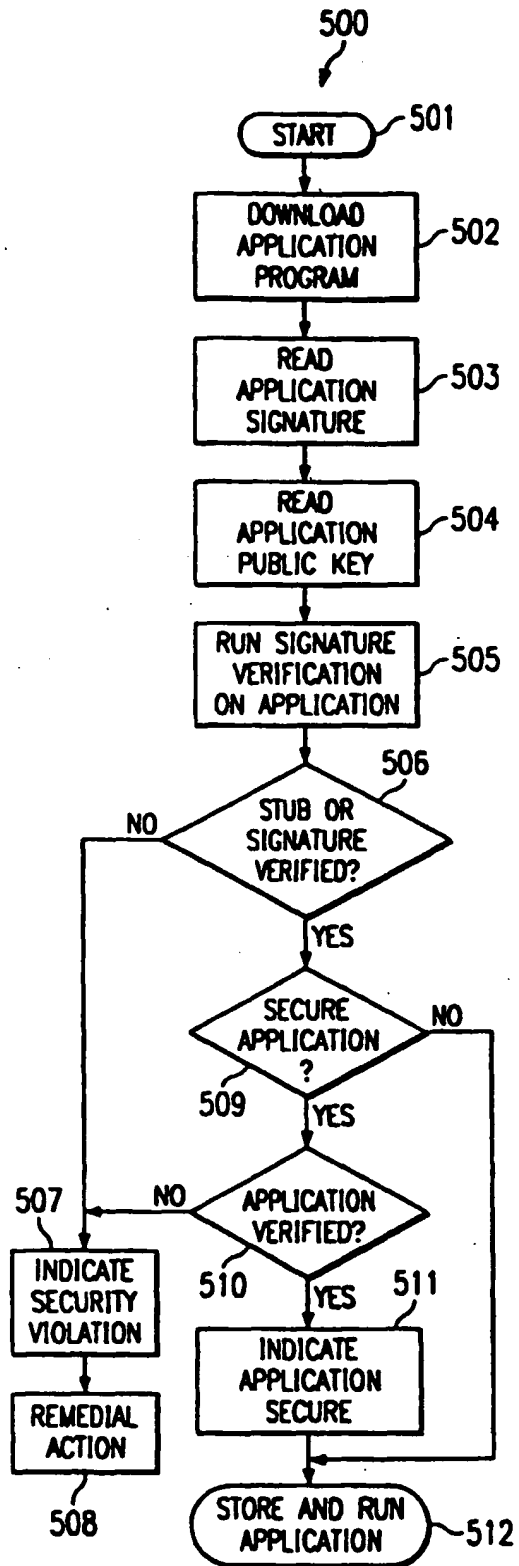 500
START
501
DOWNLOAD
APPLICATION
PROGRAM
502
READ
APPLICATION
SIGNATURE
503
READ
APPLICATION
PUBLIC KEY
504
RUN SIGNATURE
VERIFICATION
ON APPLICATION
505
506
STUB OR
SIGNATURE
VERIFIED?
NO
YES
SECURE
APPLICATION
?
509
NO
YES
APPLICATION
VERIFIED?
510
NO
YES
507
INDICATE
SECURITY
VIOLATION
511
INDICATE
APPLICATION
SECURE
REMEDIAL
ACTION
508
STORE AND RUN
APPLICATION
512